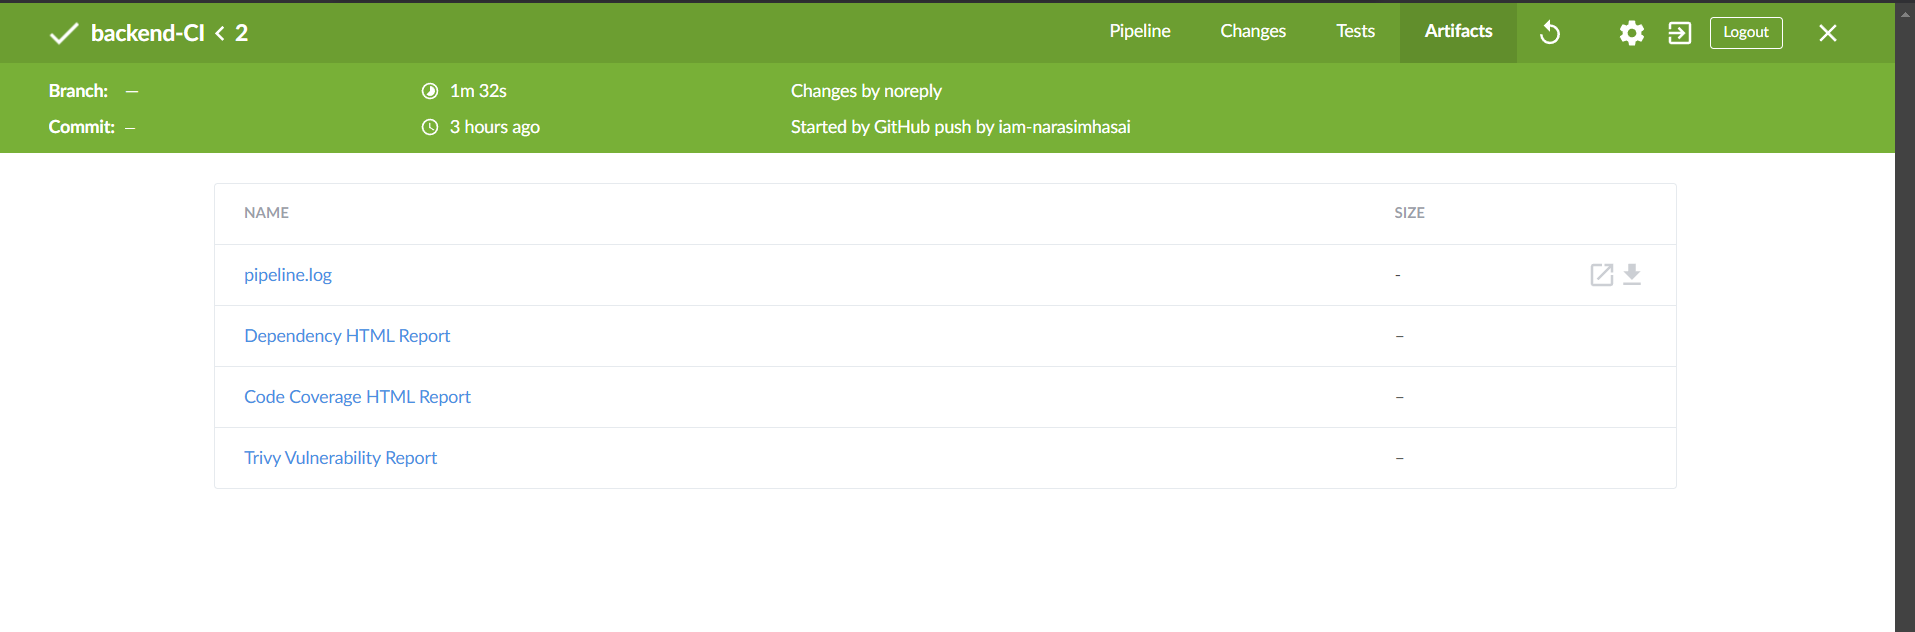 backend-CI < 2 Pipeline Changes Tests Artifacts Logout
Branch: — 1m 32s Changes by noreply
Commit: – 3 hours ago Started by GitHub push by iam-narasimhasai
NAME SIZE
pipeline.log -
Dependency HTML Report –
Code Coverage HTML Report –
Trivy Vulnerability Report –